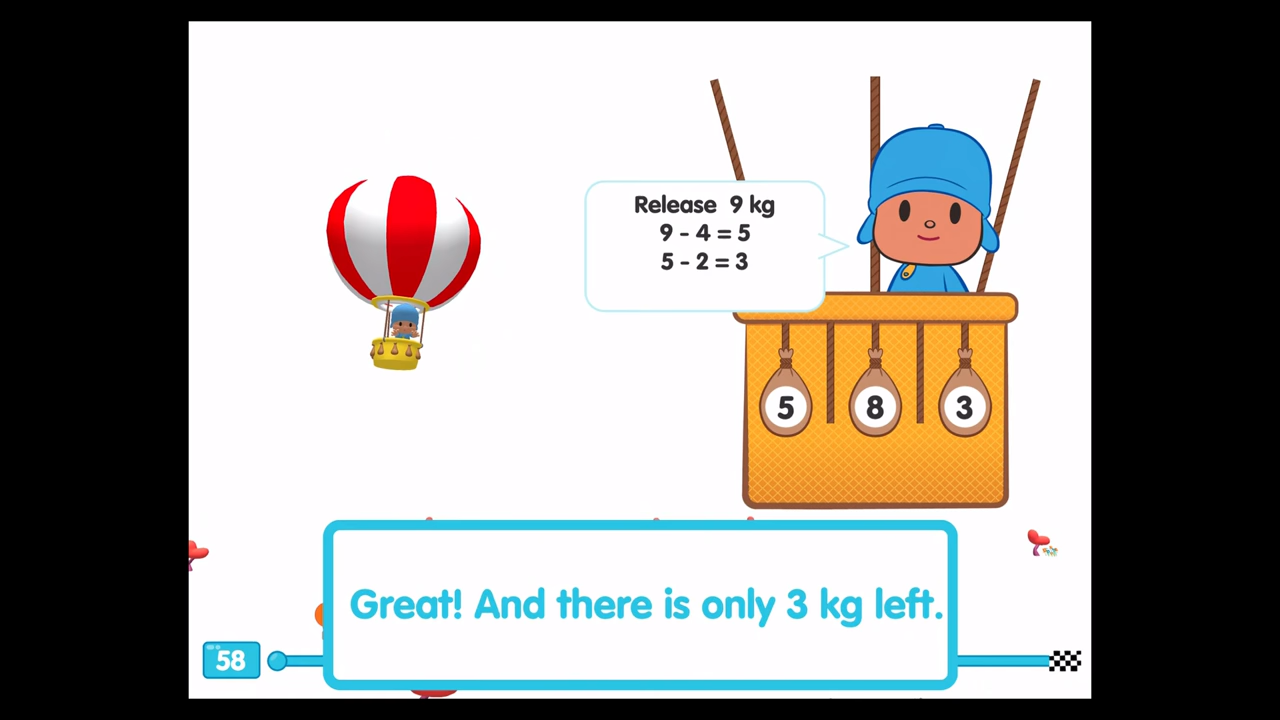 Release 9 kg
9 - 4 = 5
5 - 2 = 3
5 8 3
Great! And there is only 3 kg left.
58